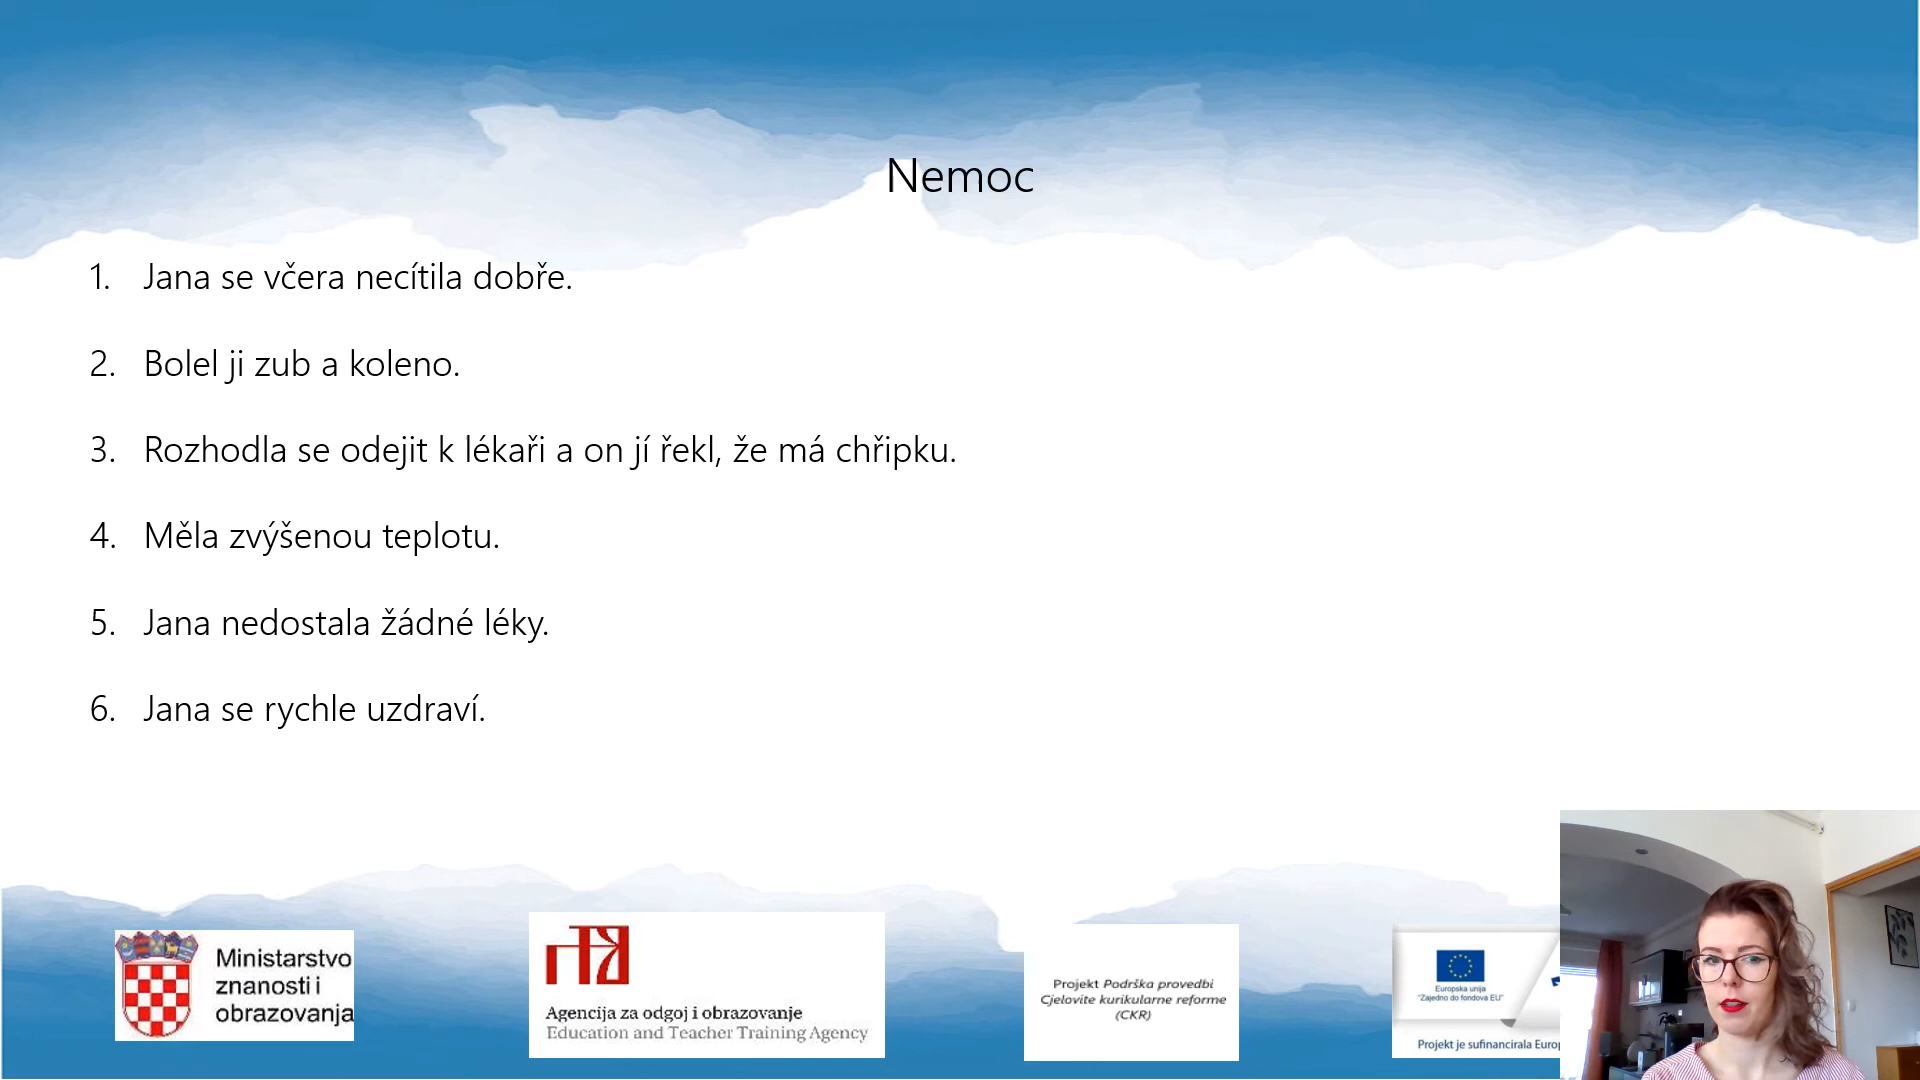 Nemoc
1. Jana se včera necítila dobře.
2. Bolel ji zub a koleno.
3. Rozhodla se odejit k lékaři a on jí řekl, že má chřipku.
4. Měla zvýšenou teplotu.
5. Jana nedostala žádné léky.
6. Jana se rychle uzdraví.
Ministarstvo
znanosti i
obrazovanja
Agencija za odgoj i obrazovanje
Education and Teacher Training Agency
Projekt Podrška provedbi
Cjelovite kurikularne reforme
(CKR)
Europska unija
"Zajedno do fondova EU"
Projekt je sufinancirala